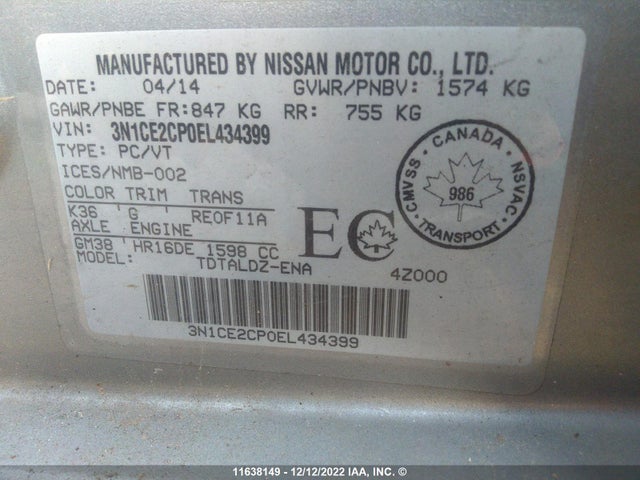 MANUFACTURED BY NISSAN MOTOR CO., LTD.
DATE: 04/14 GVWR/PNBV: 1574 KG
GAWR/PNBE FR: 847 KG RR: 755 KG
VIN: 3N1CE2CP0EL434399
TYPE: PC/VT
ICES/NMB-002
COLOR TRIM TRANS
K36 G RE0F11A
AXLE ENGINE
GM38 HR16DE 1598 CC
MODEL: TDTALDZ-ENA
EC
4Z000
CANADA
CMVSS NSVAC
986
TRANSPORT
3N1CE2CP0EL434399
11638149 - 12/12/2022 IAA, INC. ©